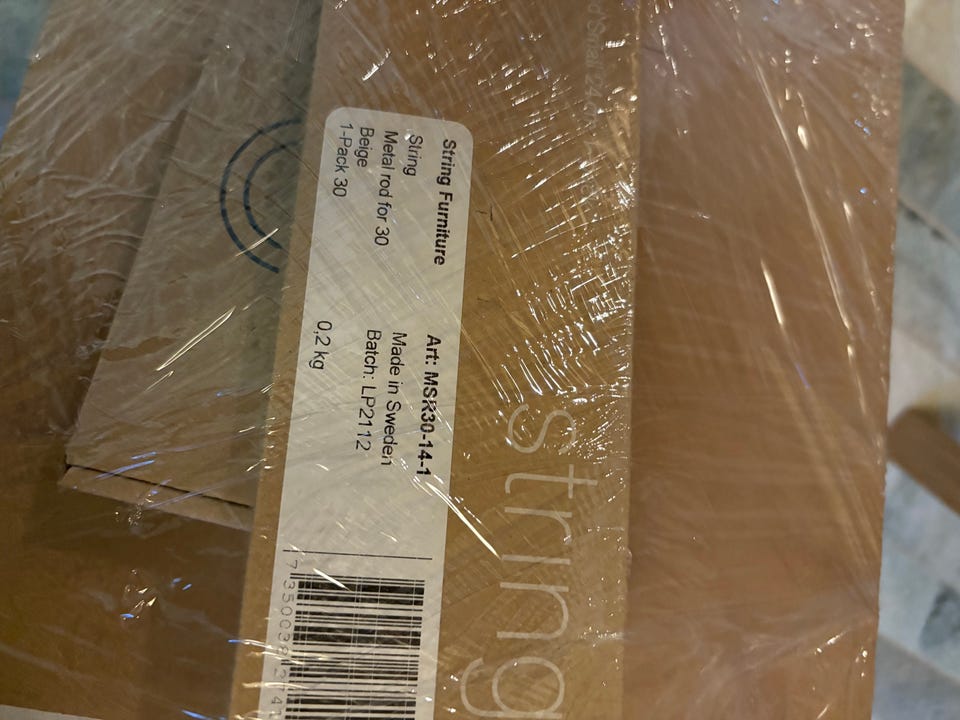 String Furniture
String
Metal rod for 30
Beige
1-Pack 30
Art: MSR30-14-1
Made in Sweden
Batch: LP2112
0,2 kg
string